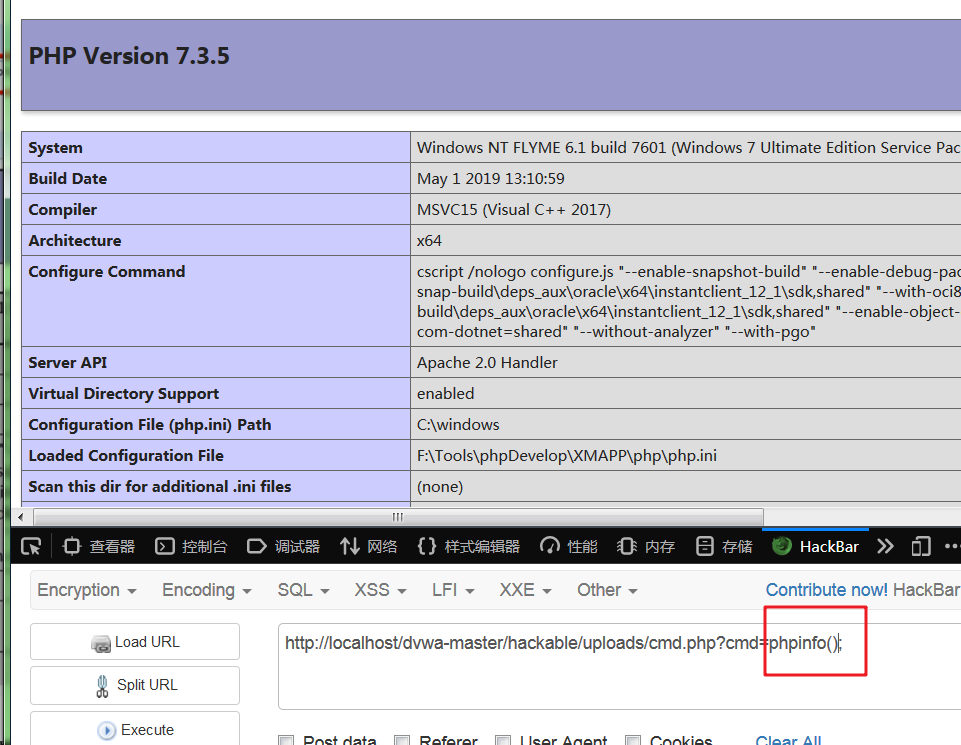 PHP Version 7.3.5
System Windows NT FLYME 6.1 build 7601 (Windows 7 Ultimate Edition Service Pac
Build Date May 1 2019 13:10:59
Compiler MSVC15 (Visual C++ 2017)
Architecture x64
Configure Command cscript /nologo configure.js "--enable-snapshot-build" "--enable-debug-pac
snap-build\deps_aux\oracle\x64\instantclient_12_1\sdk,shared" "--with-oci8
build\deps_aux\oracle\x64\instantclient_12_1\sdk,shared" "--enable-object-
com-dotnet=shared" "--without-analyzer" "--with-pgo"
Server API Apache 2.0 Handler
Virtual Directory Support enabled
Configuration File (php.ini) Path C:\windows
Loaded Configuration File F:\Tools\phpDevelop\XMAPP\php\php.ini
Scan this dir for additional .ini files (none)
查看器 控制台 调试器 网络 样式编辑器 性能 内存 存储 HackBar
Encryption Encoding SQL XSS LFI XXE Other Contribute now! HackBar
Load URL http://localhost/dvwa-master/hackable/uploads/cmd.php?cmd=phpinfo();
Split URL
Execute
Post data Referer User Agent Cookies Clear All